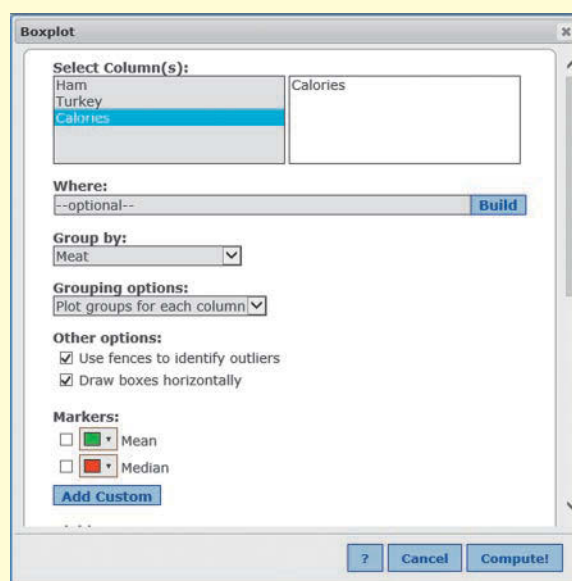 Boxplot
Select Column(s):
Ham
Turkey
Calories
Calories
Where:
--optional--
Build
Group by:
Meat
Grouping options:
Plot groups for each column
Other options:
Use fences to identify outliers
Draw boxes horizontally
Markers:
Mean
Median
Add Custom
? Cancel Compute!